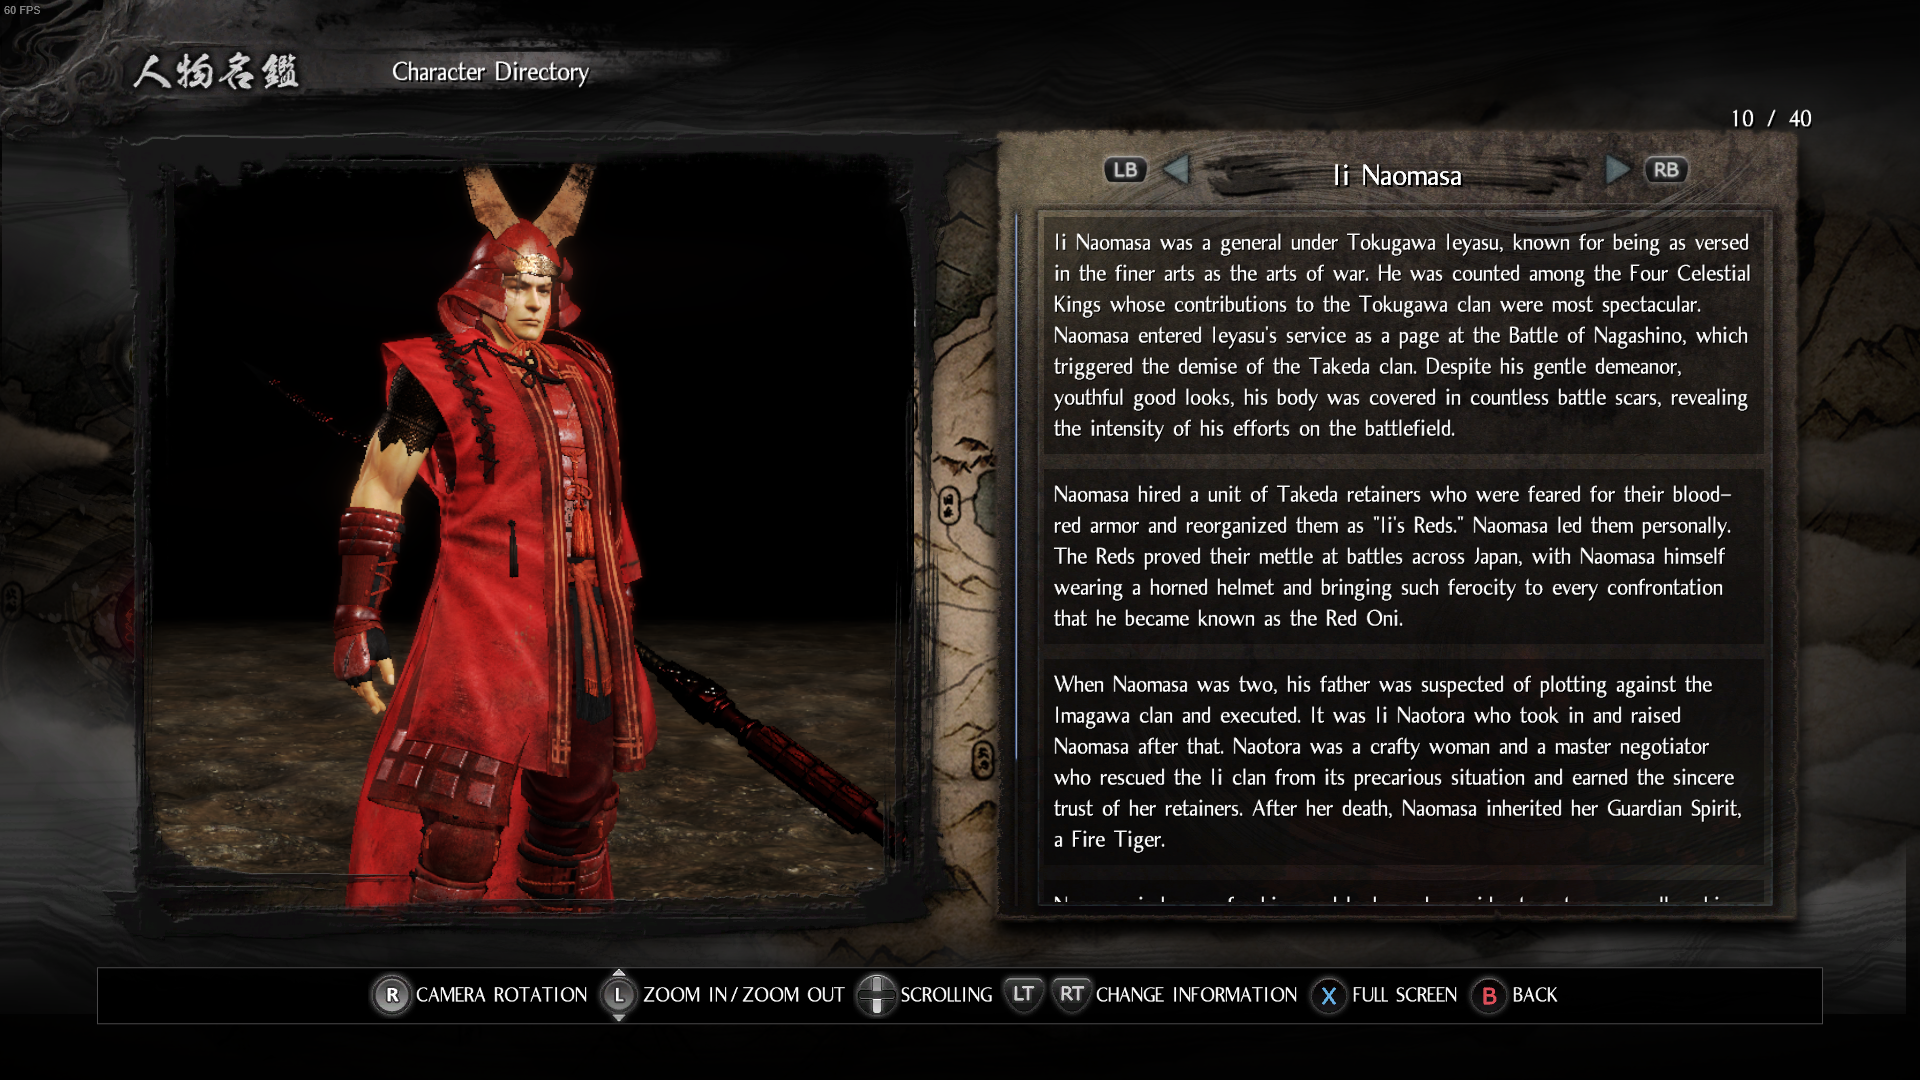 60 FPS
人物名鑑
Character Directory
10 / 40
LB
Ii Naomasa
RB
Ii Naomasa was a general under Tokugawa Ieyasu, known for being as versed
in the finer arts as the arts of war. He was counted among the Four Celestial
Kings whose contributions to the Tokugawa clan were most spectacular.
Naomasa entered Ieyasu's service as a page at the Battle of Nagashino, which
triggered the demise of the Takeda clan. Despite his gentle demeanor,
youthful good looks, his body was covered in countless battle scars, revealing
the intensity of his efforts on the battlefield.
Naomasa hired a unit of Takeda retainers who were feared for their blood-
red armor and reorganized them as "Ii's Reds." Naomasa led them personally.
The Reds proved their mettle at battles across Japan, with Naomasa himself
wearing a horned helmet and bringing such ferocity to every confrontation
that he became known as the Red Oni.
When Naomasa was two, his father was suspected of plotting against the
Imagawa clan and executed. It was Ii Naotora who took in and raised
Naomasa after that. Naotora was a crafty woman and a master negotiator
who rescued the Ii clan from its precarious situation and earned the sincere
trust of her retainers. After her death, Naomasa inherited her Guardian Spirit,
a Fire Tiger.
R CAMERA ROTATION L ZOOM IN/ZOOM OUT SCROLLING LT RT CHANGE INFORMATION X FULL SCREEN B BACK